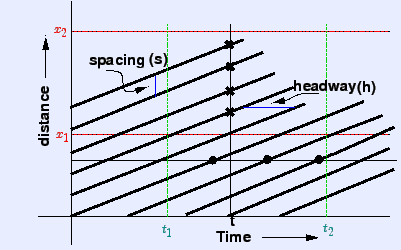 x₂
spacing (s)
headway(h)
distance
x₁
t
t₁
t₂
Time